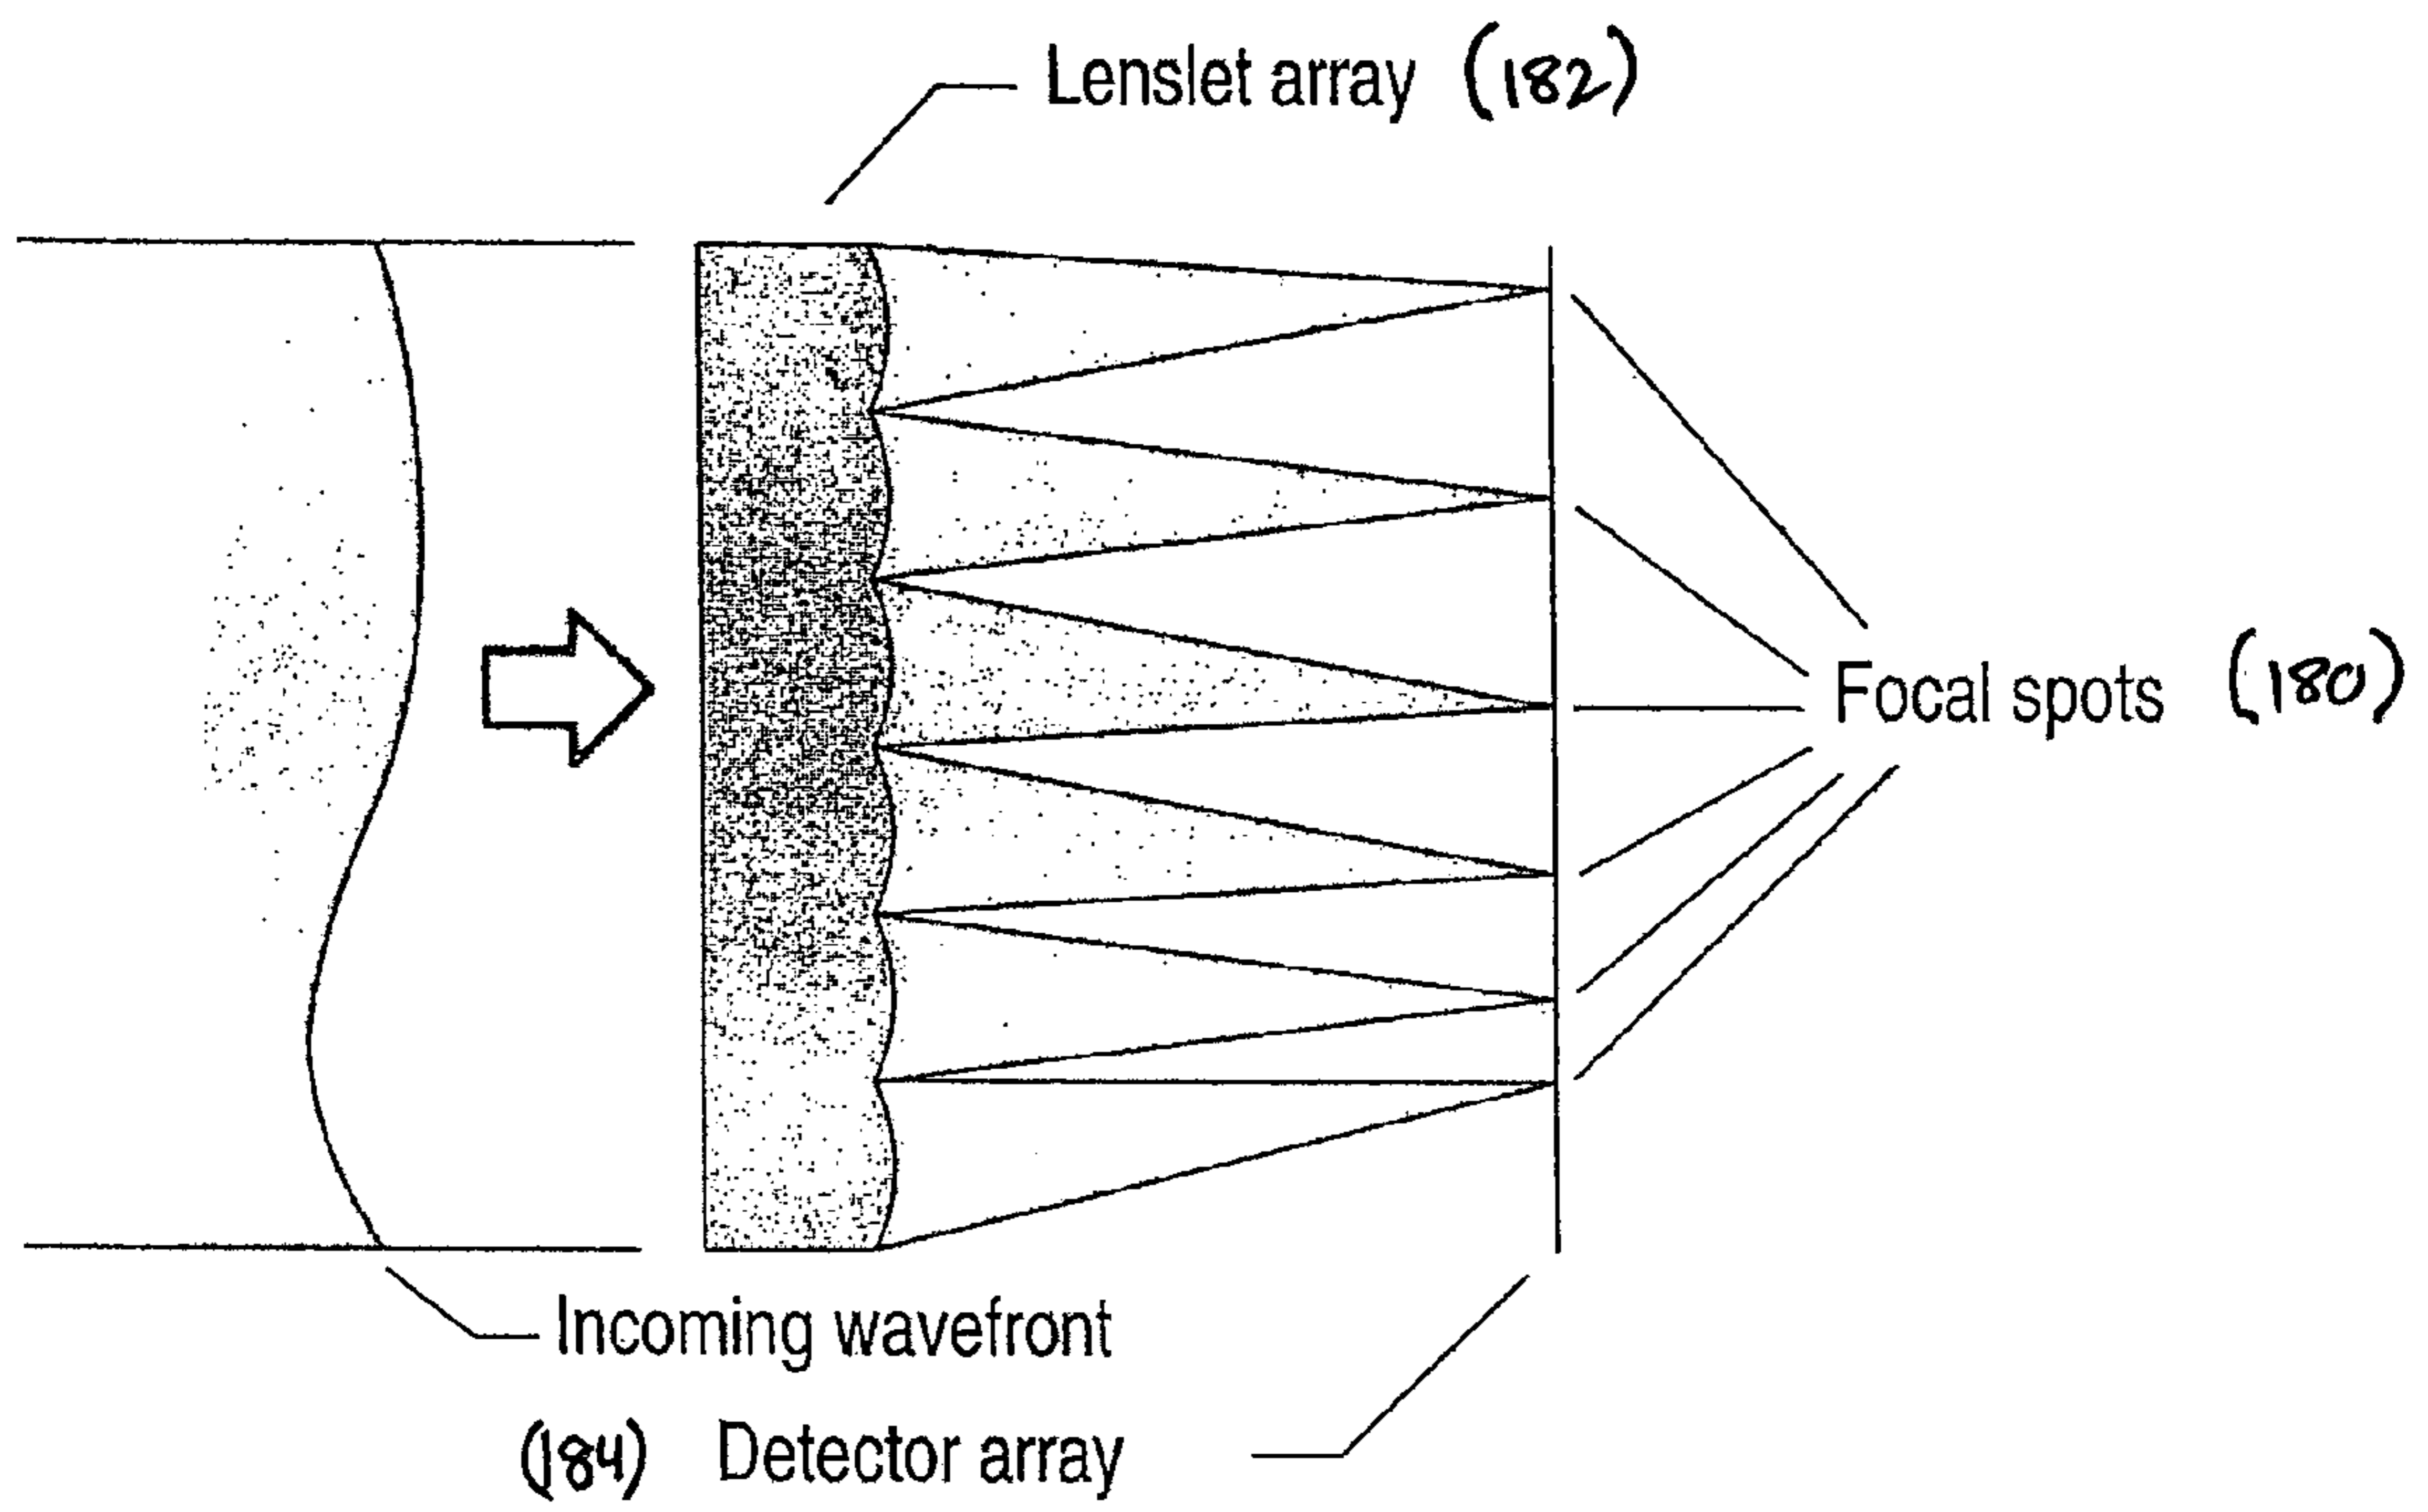 Lenslet array (182)
Focal spots (180)
Incoming wavefront
(184) Detector array